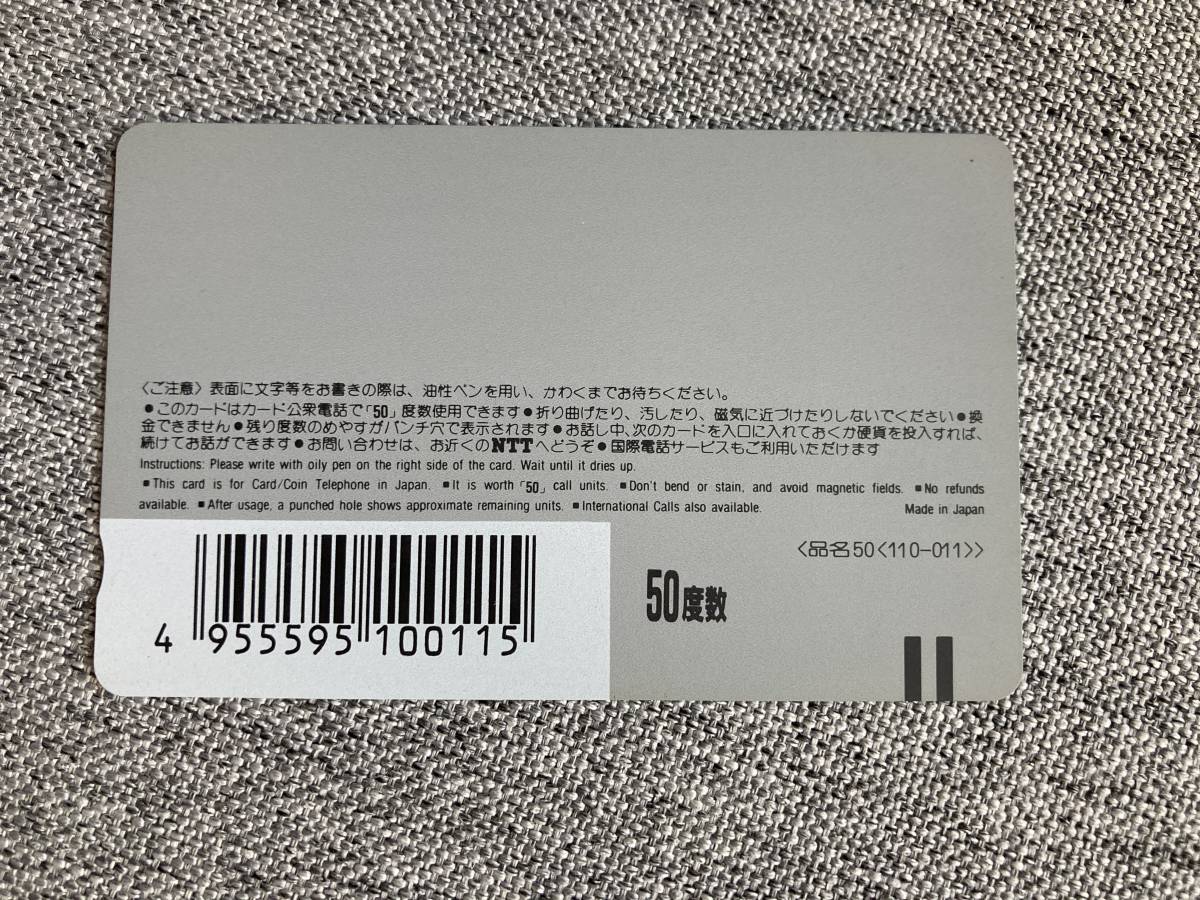 〈ご注意〉表面に文字等をお書きの際は、油性ペンを用い、かわくまでお待ちください。
●このカードはカード公衆電話で「50」度数使用できます●折り曲げたり、汚したり、磁気に近づけたりしないでください●換
金できません●残り度数のめやすがパンチ穴で表示されます●お話し中、次のカードを入口に入れておくか硬貨を投入すれば、
続けてお話ができます●お問い合わせは、お近くのNTTへどうぞ●国際電話サービスもご利用いただけます
Instructions: Please write with oily pen on the right side of the card. Wait until it dries up.
■This card is for Card/Coin Telephone in Japan. ■It is worth「50」call units. ■Don't bend or stain, and avoid magnetic fields. ■No refunds
available. ■After usage, a punched hole shows approximate remaining units. ■International Calls also available. Made in Japan
〈品名50〈110-011〉〉
50度数
4 955595 100115